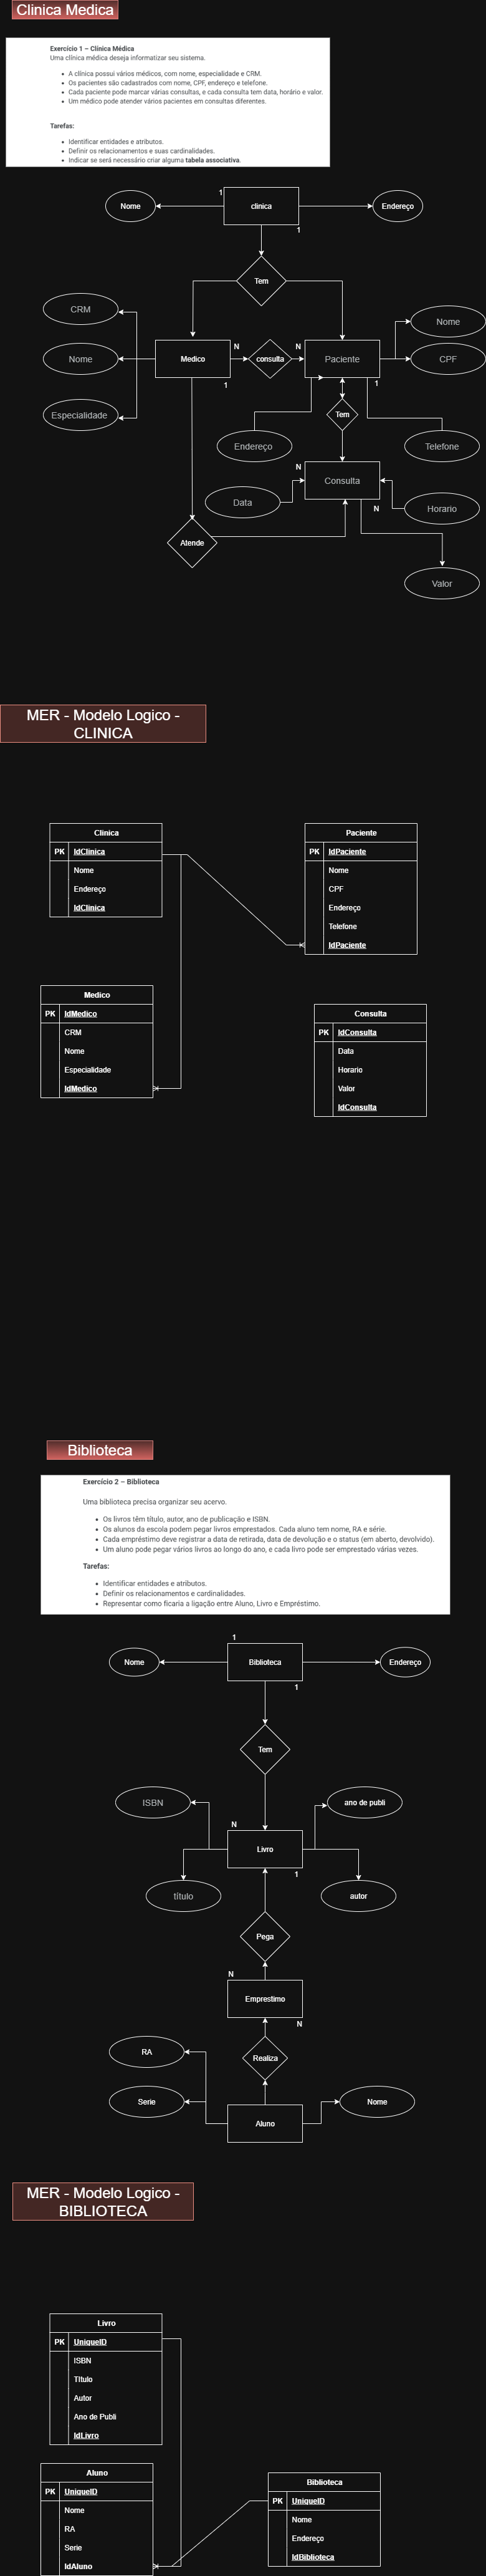 Clinica Medica
Exercício 1 – Clínica Médica
Uma clínica médica deseja informatizar seu sistema.
• A clínica possui vários médicos, com nome, especialidade e CRM.
• Os pacientes são cadastrados com nome, CPF, endereço e telefone.
• Cada paciente pode marcar várias consultas, e cada consulta tem data, horário e valor.
• Um médico pode atender vários pacientes em consultas diferentes.
Tarefas:
• Identificar entidades e atributos.
• Definir os relacionamentos e suas cardinalidades.
• Indicar se será necessário criar alguma tabela associativa.
1
Nome
clinica
Endereço
1
Tem
CRM
Nome
N
N
Nome
Medico
consulta
Paciente
CPF
1
1
Especialidade
Tem
Endereço
Telefone
N
Consulta
Data
N
Horario
Atende
Valor
MER - Modelo Logico -
CLINICA
Clinica
PK IdClinica
Nome
Endereço
IdClinica
Paciente
PK IdPaciente
Nome
CPF
Endereço
Telefone
IdPaciente
Medico
PK IdMedico
CRM
Nome
Especialidade
IdMedico
Consulta
PK IdConsulta
Data
Horario
Valor
IdConsulta
Biblioteca
Exercício 2 – Biblioteca
Uma biblioteca precisa organizar seu acervo.
• Os livros têm título, autor, ano de publicação e ISBN.
• Os alunos da escola podem pegar livros emprestados. Cada aluno tem nome, RA e série.
• Cada empréstimo deve registrar a data de retirada, data de devolução e o status (em aberto, devolvido).
• Um aluno pode pegar vários livros ao longo do ano, e cada livro pode ser emprestado várias vezes.
Tarefas:
• Identificar entidades e atributos.
• Definir os relacionamentos e cardinalidades.
• Representar como ficaria a ligação entre Aluno, Livro e Empréstimo.
1
Nome
Biblioteca
Endereço
1
Tem
ISBN
ano de publi
N
Livro
1
título
autor
Pega
N
Emprestimo
N
RA
Realiza
Serie
Nome
Aluno
MER - Modelo Logico -
BIBLIOTECA
Livro
PK UniqueID
ISBN
Título
Autor
Ano de Publi
IdLivro
Aluno
PK UniqueID
Nome
RA
Serie
IdAluno
Biblioteca
PK UniqueID
Nome
Endereço
IdBiblioteca